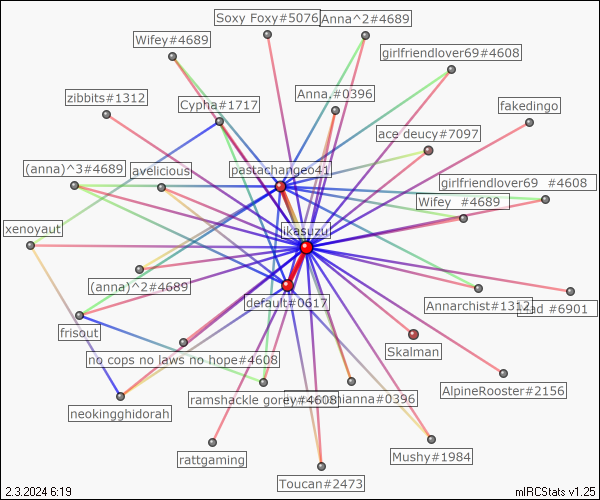 Soxy Foxy#5076
Anna^2#4689
Wifey#4689
girlfriendlover69#4608
zibbits#1312
Cypha#1717
Anna,#0396
fakedingo
ace deucy#7097
(anna)^3#4689
avelicious
pastachangeo41
girlfriendlover69 #4608
Wifey #4689
xenoyaut
ikasuzu
(anna)^2#4689
default#0617
Annarchist#1312
#6901
frisout
Skalman
no cops no laws no hope#4608
AlpineRooster#2156
neokingghidorah
ramshackle gorey#4608
#0396
Mushy#1984
rattgaming
Toucan#2473
2.3.2024 6:19
mIRCStats v1.25